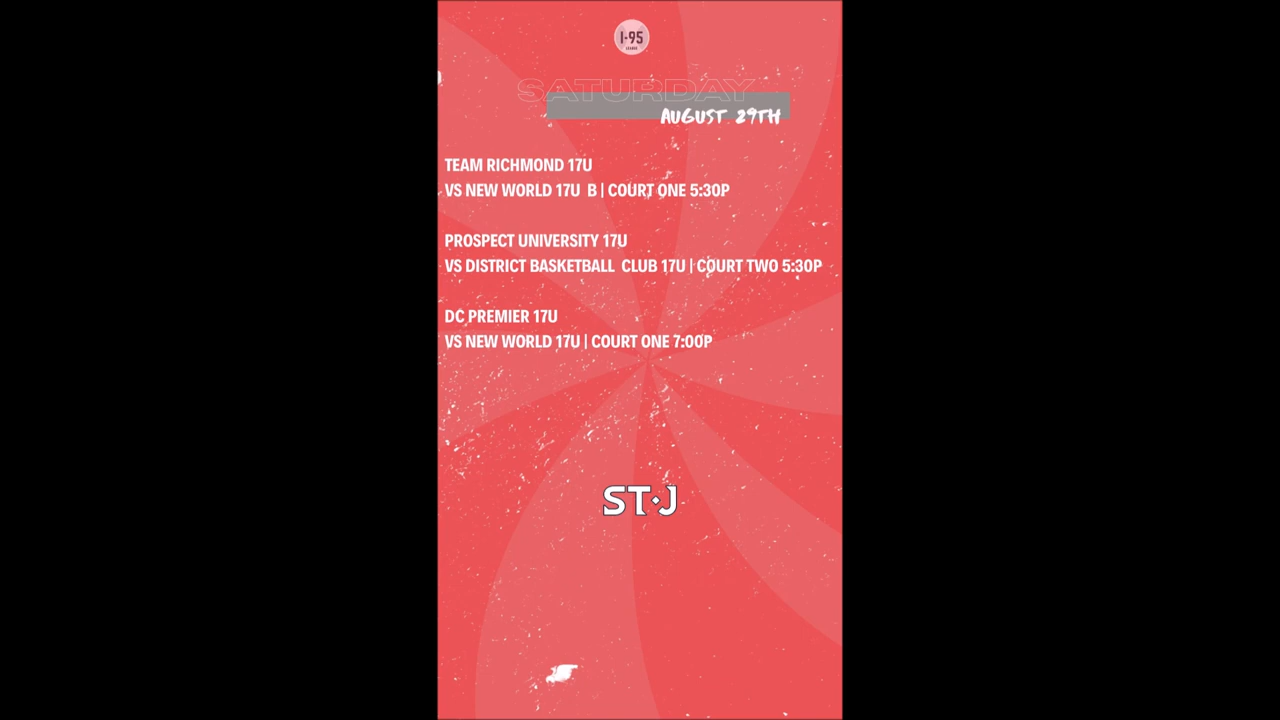 I-95
SATURDAY
AUGUST 29TH
TEAM RICHMOND 17U
VS NEW WORLD 17U B | COURT ONE 5:30P
PROSPECT UNIVERSITY 17U
VS DISTRICT BASKETBALL CLUB 17U | COURT TWO 5:30P
DC PREMIER 17U
VS NEW WORLD 17U | COURT ONE 7:00P
ST·J